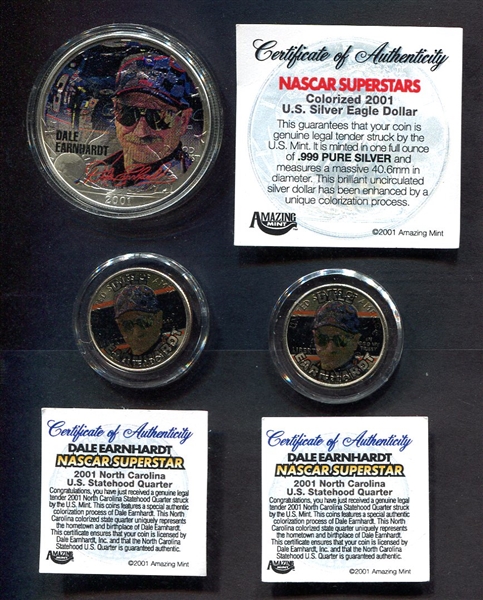 DALE
EARNHARDT
2001
Certificate of Authenticity
NASCAR SUPERSTARS
Colorized 2001
U.S. Silver Eagle Dollar
This guarantees that your coin is
genuine legal tender struck by the
U.S. Mint. It is minted in one full ounce
of .999 PURE SILVER and
measures a massive 40.6mm in
diameter. This brilliant uncirculated
silver dollar has been enhanced by a
unique colorization process.
AMAZING
MINT
©2001 Amazing Mint
UNITED STATES OF
EARNHARDT
LIBERTY
Certificate of Authenticity
DALE EARNHARDT
NASCAR SUPERSTAR
2001 North Carolina
U.S. Statehood Quarter
Congratulations, you have just received a genuine legal
tender 2001 North Carolina Statehood Quarter struck
by the U.S. Mint. This coins features a special authentic
colorization process of Dale Earnhardt. This North
Carolina colorized state quarter uniquely represents
the hometown and birthplace of Dale Earnhardt.
This certificate ensures that your coin is licensed by
Dale Earnhardt, Inc. and that the North Carolina
Statehood U.S. Quarter is guaranteed authentic.
AMAZING
MINT
©2001 Amazing Mint
Certificate of Authenticity
DALE EARNHARDT
NASCAR SUPERSTAR
2001 North Carolina
U.S. Statehood Quarter
Congratulations, you have just received a genuine legal
tender 2001 North Carolina Statehood Quarter struck by
the U.S. Mint. This coins features a special authentic
colorization process of Dale Earnhardt. This North
Carolina colorized state quarter uniquely represents the
hometown and birthplace of Dale Earnhardt.
This certificate ensures that your coin is licensed by Dale
Earnhardt, Inc. and that the North Carolina Statehood
U.S. Quarter is guaranteed authentic.
AMAZING
MINT
©2001 Amazing Mint